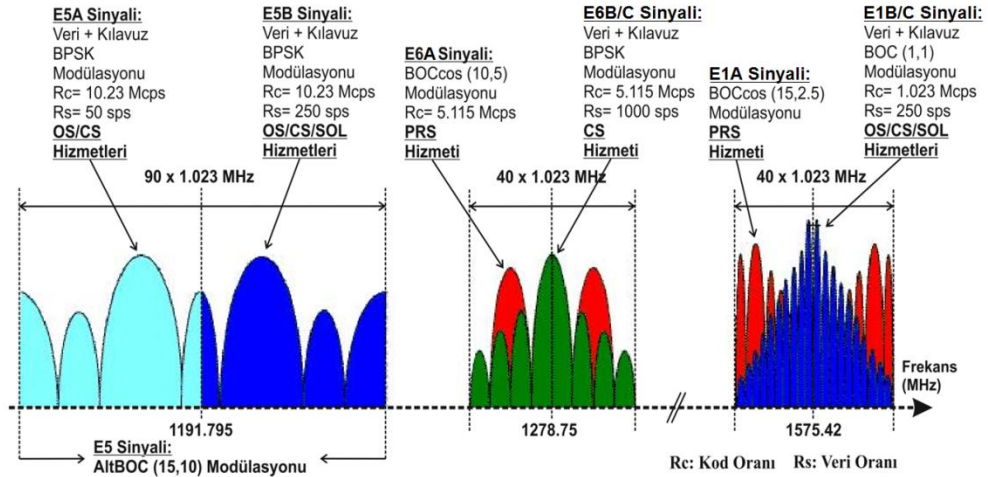 E5A Sinyali:
Veri + Kılavuz
BPSK
Modülasyonu
Rc= 10.23 Mcps
Rs= 50 sps
OS/CS
Hizmetleri
E5B Sinyali:
Veri + Kılavuz
BPSK
Modülasyonu
Rc= 10.23 Mcps
Rs= 250 sps
OS/CS/SOL
Hizmetleri
E6A Sinyali:
BOCcos (10,5)
Modülasyonu
Rc= 5.115 Mcps
PRS
Hizmeti
E6B/C Sinyali:
Veri + Kılavuz
BPSK
Modülasyonu
Rc= 5.115 Mcps
Rs= 1000 sps
CS
Hizmeti
E1A Sinyali:
BOCcos (15,2.5)
Modülasyonu
PRS
Hizmeti
E1B/C Sinyali:
Veri + Kılavuz
BOC (1,1)
Modülasyonu
Rc= 1.023 Mcps
Rs= 250 sps
OS/CS/SOL
Hizmetleri
90 x 1.023 MHz
40 x 1.023 MHz
40 x 1.023 MHz
Frekans
(MHz)
1191.795
1278.75
1575.42
E5 Sinyali:
AltBOC (15,10) Modülasyonu
Rc: Kod Oranı Rs: Veri Oranı